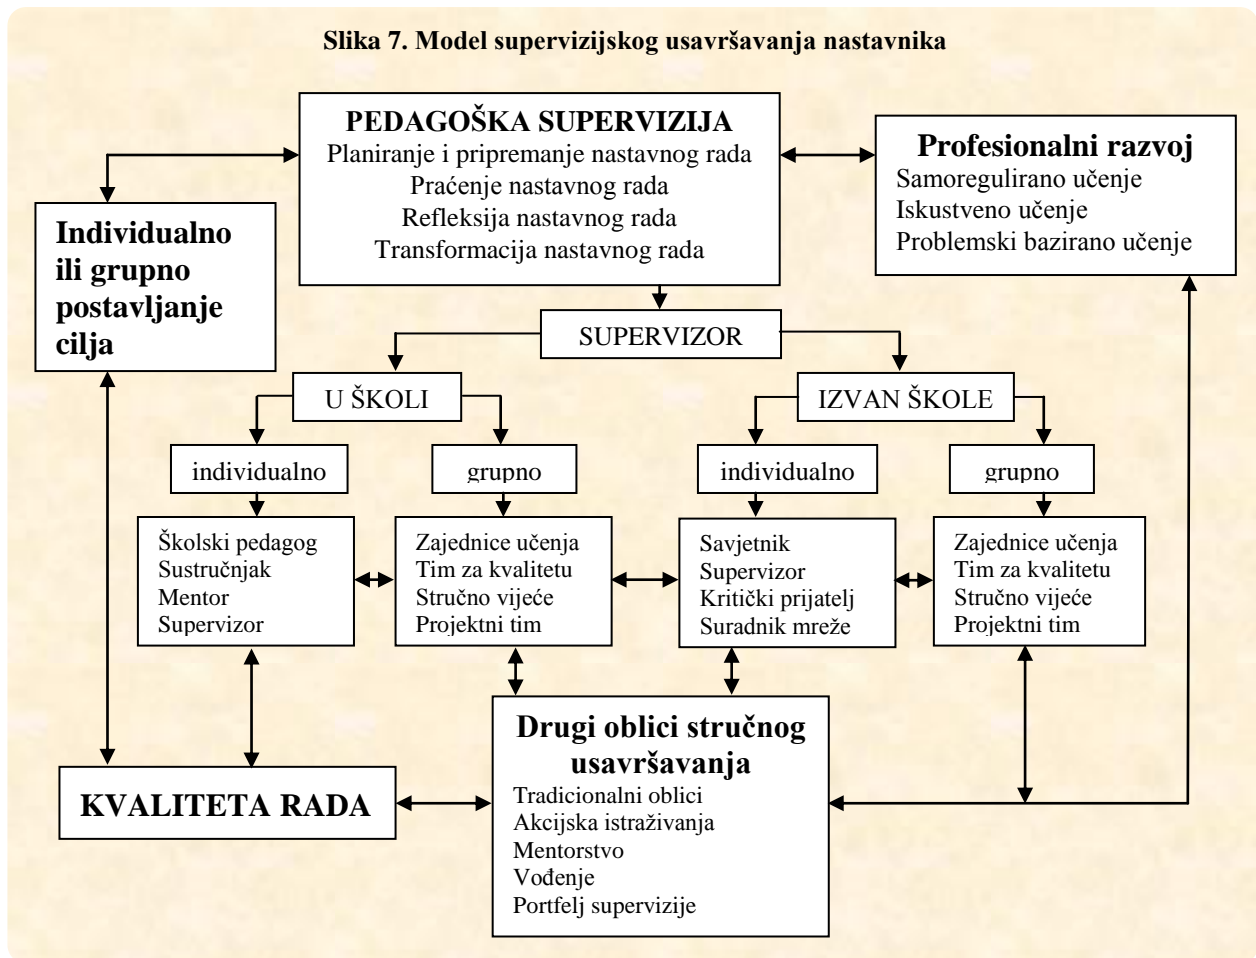 Slika 7. Model supervizijskog usavršavanja nastavnika
PEDAGOŠKA SUPERVIZIJA
Planiranje i pripremanje nastavnog rada
Praćenje nastavnog rada
Refleksija nastavnog rada
Transformacija nastavnog rada
Profesionalni razvoj
Samoregulirano učenje
Iskustveno učenje
Problemski bazirano učenje
Individualno
ili grupno
postavljanje
cilja
SUPERVIZOR
U ŠKOLI
IZVAN ŠKOLE
individualno
grupno
individualno
grupno
Školski pedagog
Sustručnjak
Mentor
Supervizor
Zajednice učenja
Tim za kvalitetu
Stručno vijeće
Projektni tim
Savjetnik
Supervizor
Kritički prijatelj
Suradnik mreže
Zajednice učenja
Tim za kvalitetu
Stručno vijeće
Projektni tim
KVALITETA RADA
Drugi oblici stručnog
usavršavanja
Tradicionalni oblici
Akcijska istraživanja
Mentorstvo
Vođenje
Portfelj supervizije